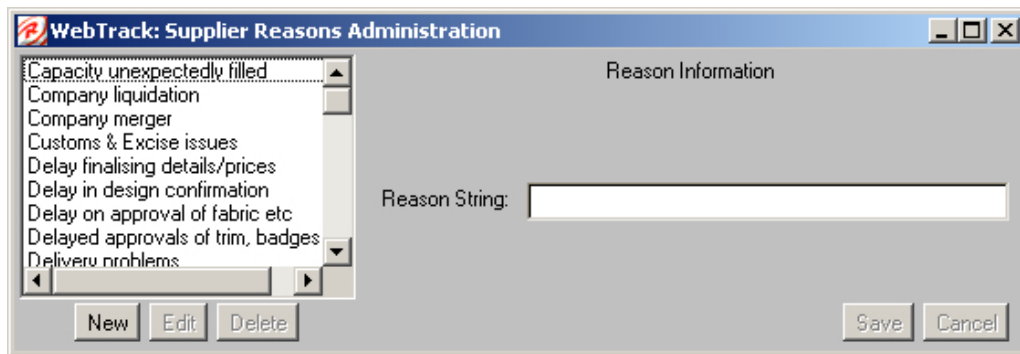 WebTrack: Supplier Reasons Administration
Capacity unexpectedly filled
Company liquidation
Company merger
Customs & Excise issues
Delay finalising details/prices
Delay in design confirmation
Delay on approval of fabric etc
Delayed approvals of trim, badges
Delivery problems
New Edit Delete
Reason Information
Reason String:
Save Cancel